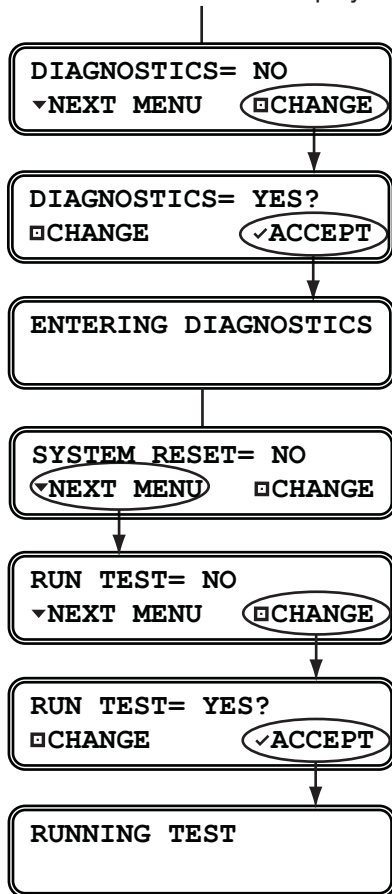 DIAGNOSTICS= NO
▾NEXT MENU ⊡CHANGE
DIAGNOSTICS= YES?
⊡CHANGE ✓ACCEPT
ENTERING DIAGNOSTICS
SYSTEM RESET= NO
▾NEXT MENU ⊡CHANGE
RUN TEST= NO
▾NEXT MENU ⊡CHANGE
RUN TEST= YES?
⊡CHANGE ✓ACCEPT
RUNNING TEST